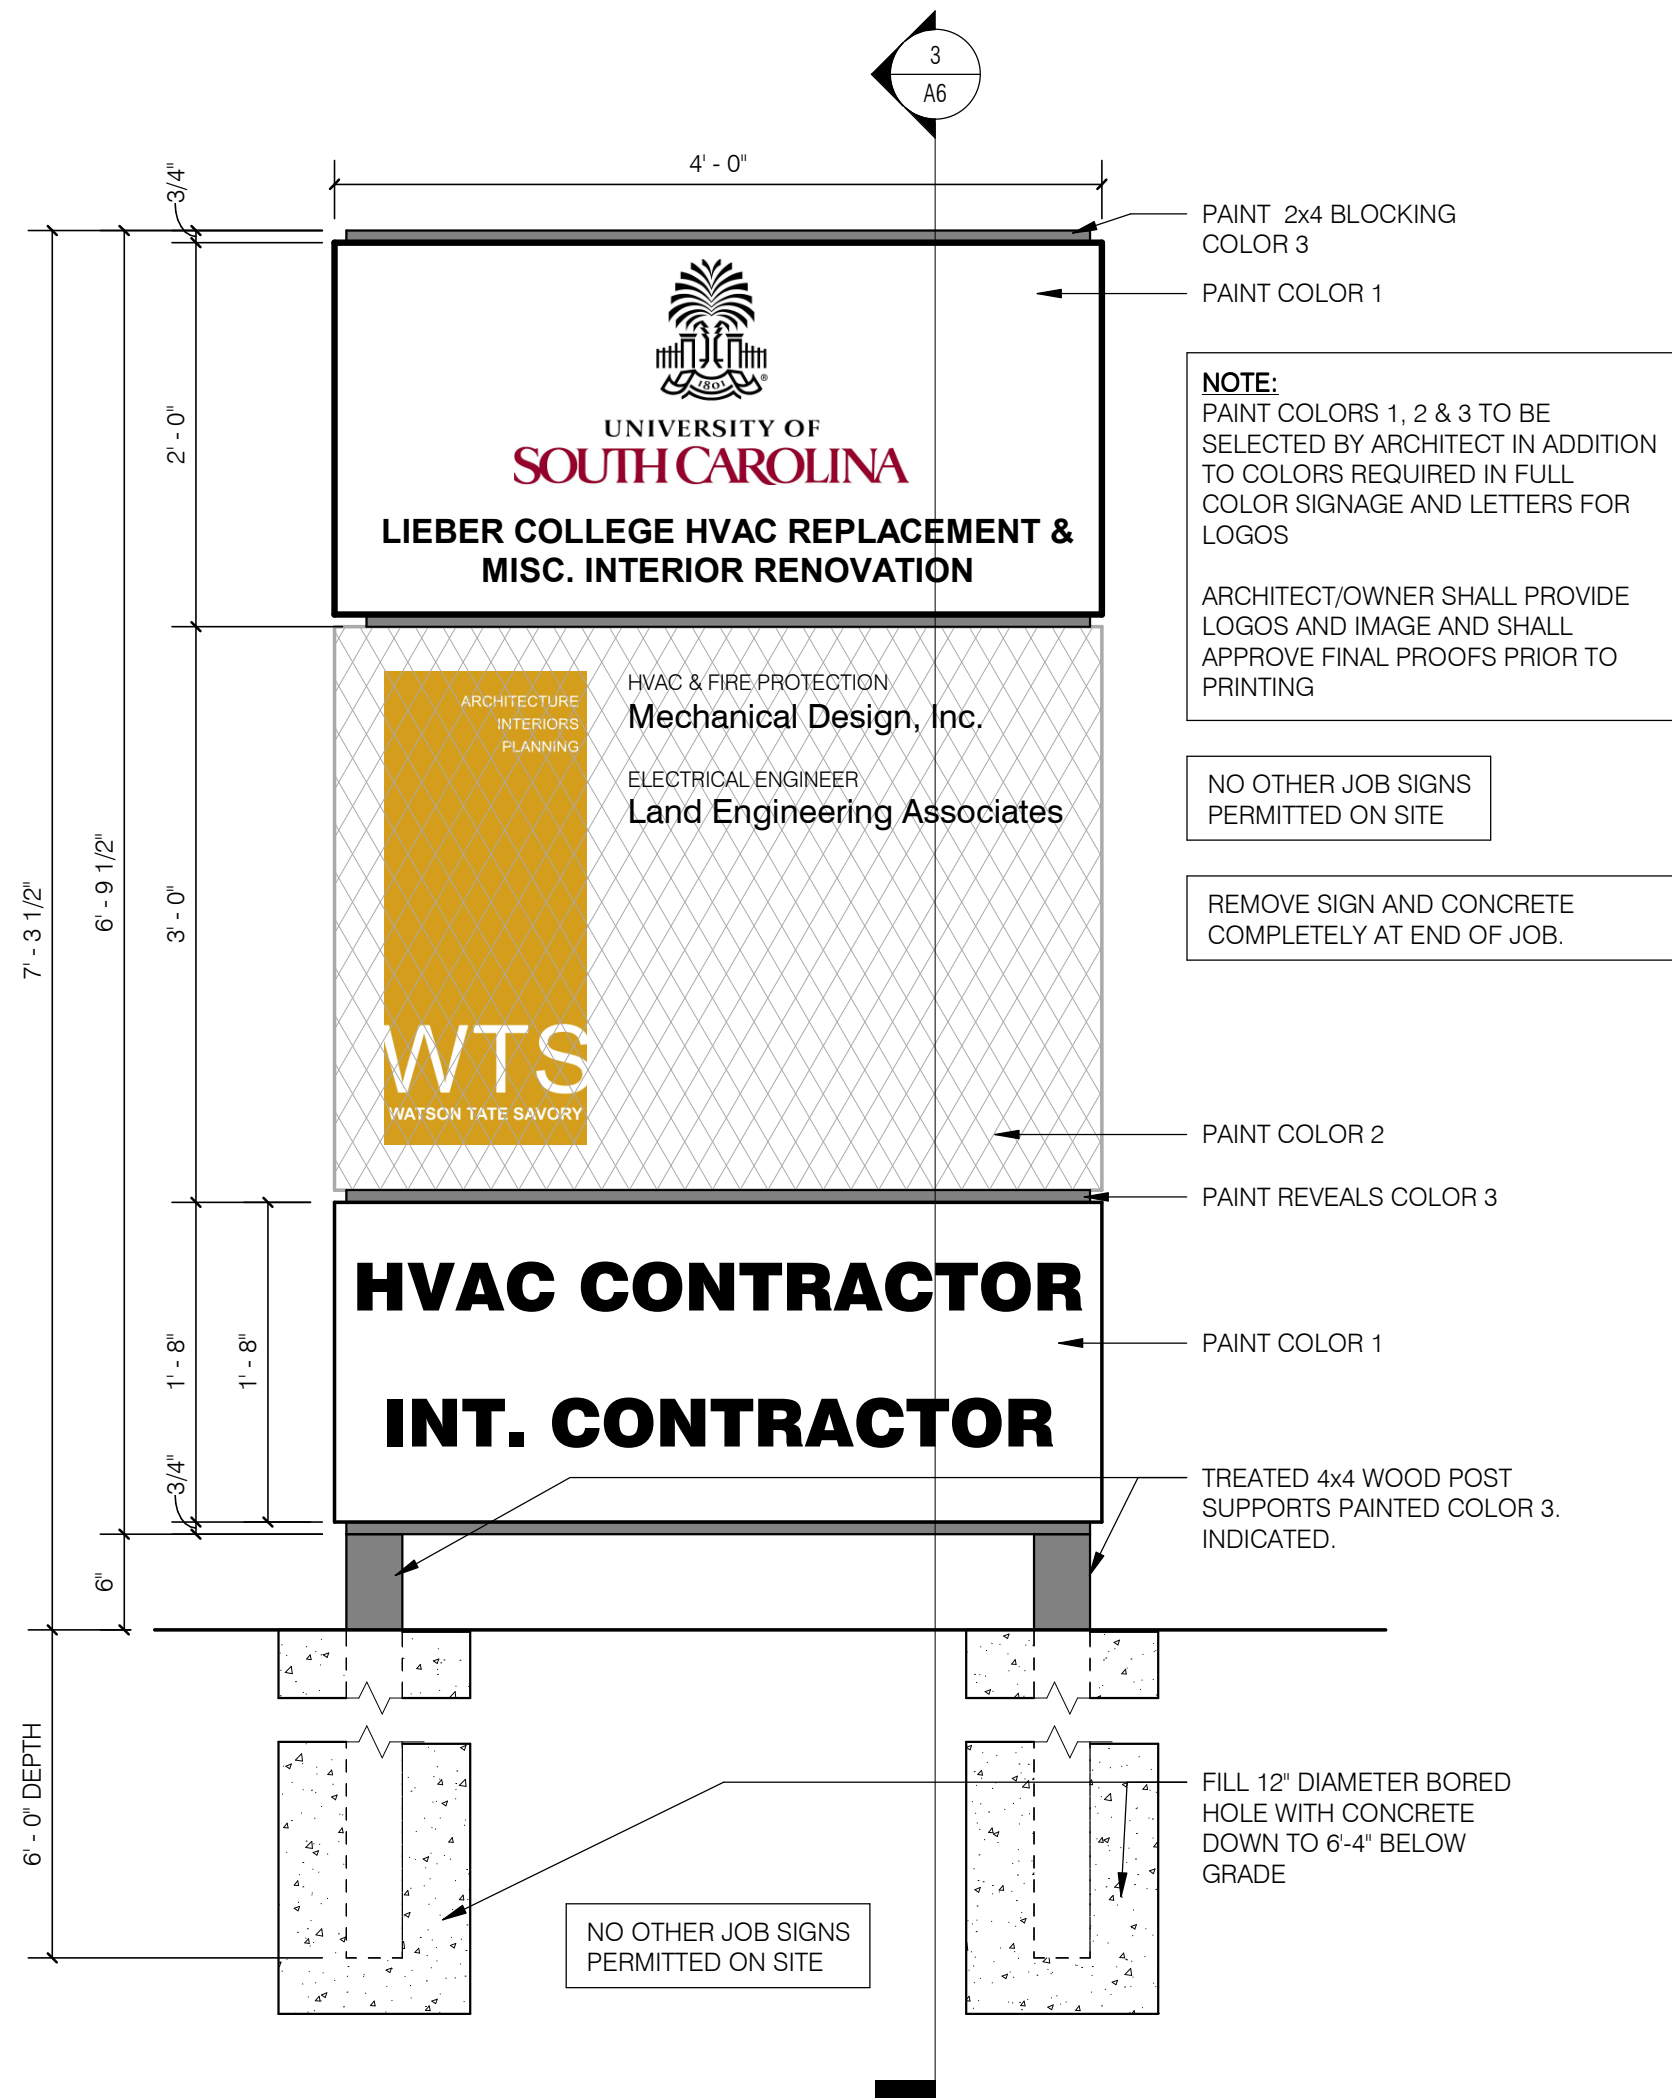 3
A6
4' - 0"
3/4"
PAINT 2x4 BLOCKING
COLOR 3
PAINT COLOR 1
1801
®
UNIVERSITY OF
SOUTH CAROLINA
LIEBER COLLEGE HVAC REPLACEMENT &
MISC. INTERIOR RENOVATION
2' - 0"
NOTE:
PAINT COLORS 1, 2 & 3 TO BE
SELECTED BY ARCHITECT IN ADDITION
TO COLORS REQUIRED IN FULL
COLOR SIGNAGE AND LETTERS FOR
LOGOS
ARCHITECT/OWNER SHALL PROVIDE
LOGOS AND IMAGE AND SHALL
APPROVE FINAL PROOFS PRIOR TO
PRINTING
ARCHITECTURE
INTERIORS
PLANNING
HVAC & FIRE PROTECTION
Mechanical Design, Inc.
ELECTRICAL ENGINEER
Land Engineering Associates
NO OTHER JOB SIGNS
PERMITTED ON SITE
REMOVE SIGN AND CONCRETE
COMPLETELY AT END OF JOB.
7' - 3 1/2"
6' - 9 1/2"
3' - 0"
WTS
WATSON TATE SAVORY
PAINT COLOR 2
PAINT REVEALS COLOR 3
HVAC CONTRACTOR
INT. CONTRACTOR
PAINT COLOR 1
1' - 8"
1' - 8"
3/4"
TREATED 4x4 WOOD POST
SUPPORTS PAINTED COLOR 3.
INDICATED.
6"
6' - 0" DEPTH
FILL 12" DIAMETER BORED
HOLE WITH CONCRETE
DOWN TO 6'-4" BELOW
GRADE
NO OTHER JOB SIGNS
PERMITTED ON SITE